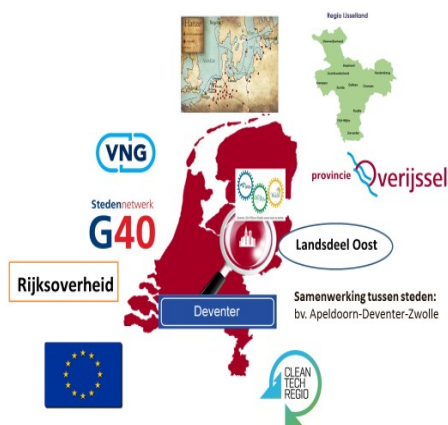 Regio IJsselland
VNG
provincie Overijssel
Stedennetwerk
G40
Landsdeel Oost
Rijksoverheid
Samenwerking tussen steden:
bv. Apeldoorn-Deventer-Zwolle
Deventer
CLEAN
TECH
REGIO